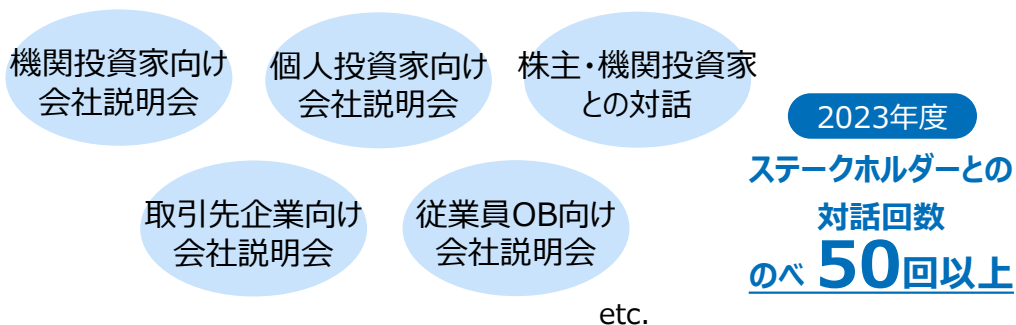 機関投資家向け
会社説明会
個人投資家向け
会社説明会
株主・機関投資家
との対話
取引先企業向け
会社説明会
従業員OB向け
会社説明会
etc.
2023年度
ステークホルダーとの
対話回数
のべ 50回以上